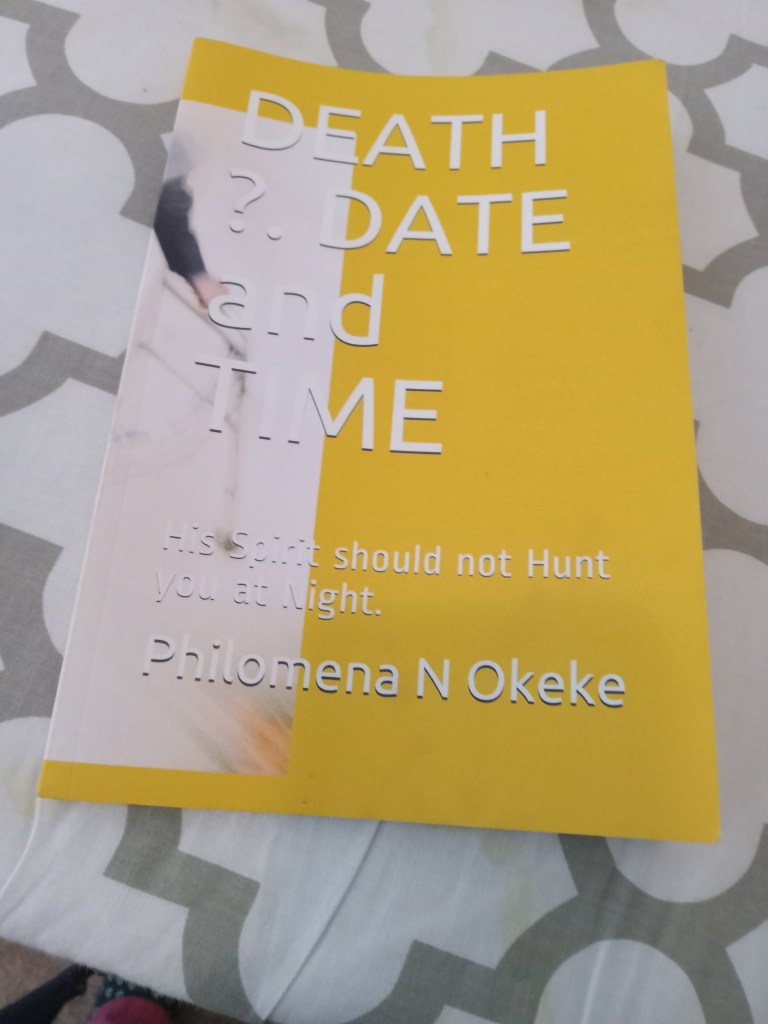 DEATH
?. DATE
and
TIME
His Spirit should not Hunt
you at Night.
Philomena N Okeke